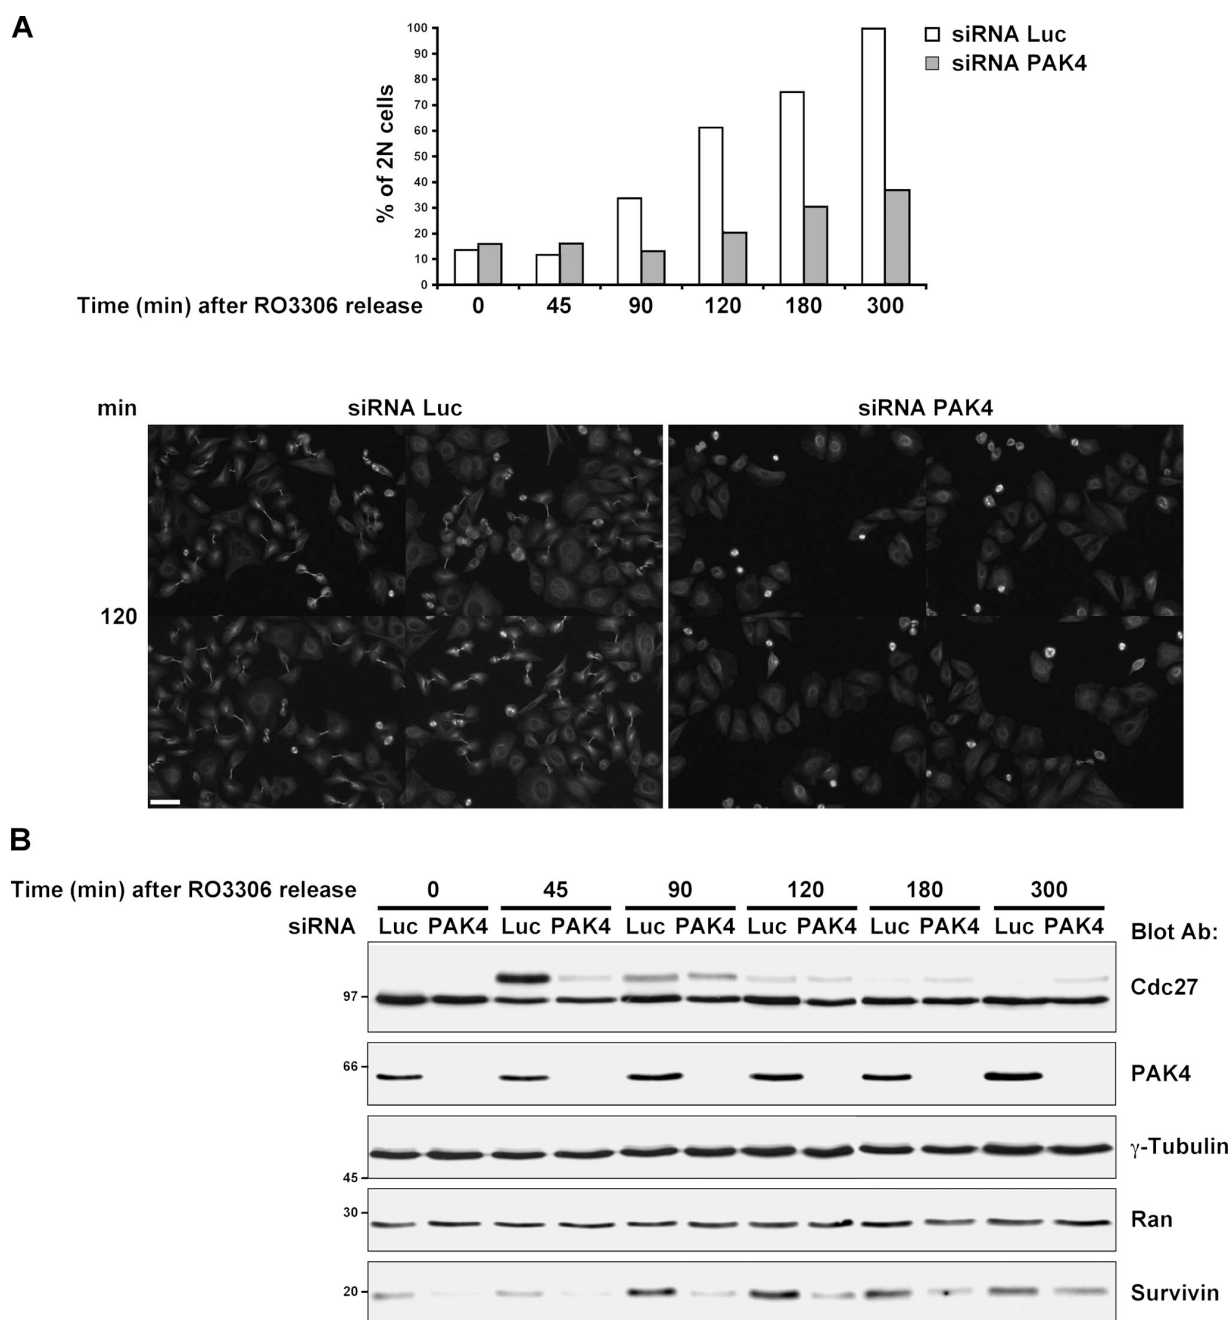 A
siRNA Luc
siRNA PAK4
% of 2N cells
100
90
80
70
60
50
40
30
20
10
0
Time (min) after RO3306 release 0 45 90 120 180 300
min siRNA Luc siRNA PAK4
120
B
Time (min) after RO3306 release 0 45 90 120 180 300
siRNA Luc PAK4 Luc PAK4 Luc PAK4 Luc PAK4 Luc PAK4 Luc PAK4 Blot Ab:
97 Cdc27
66 PAK4
γ-Tubulin
45
30 Ran
20 Survivin